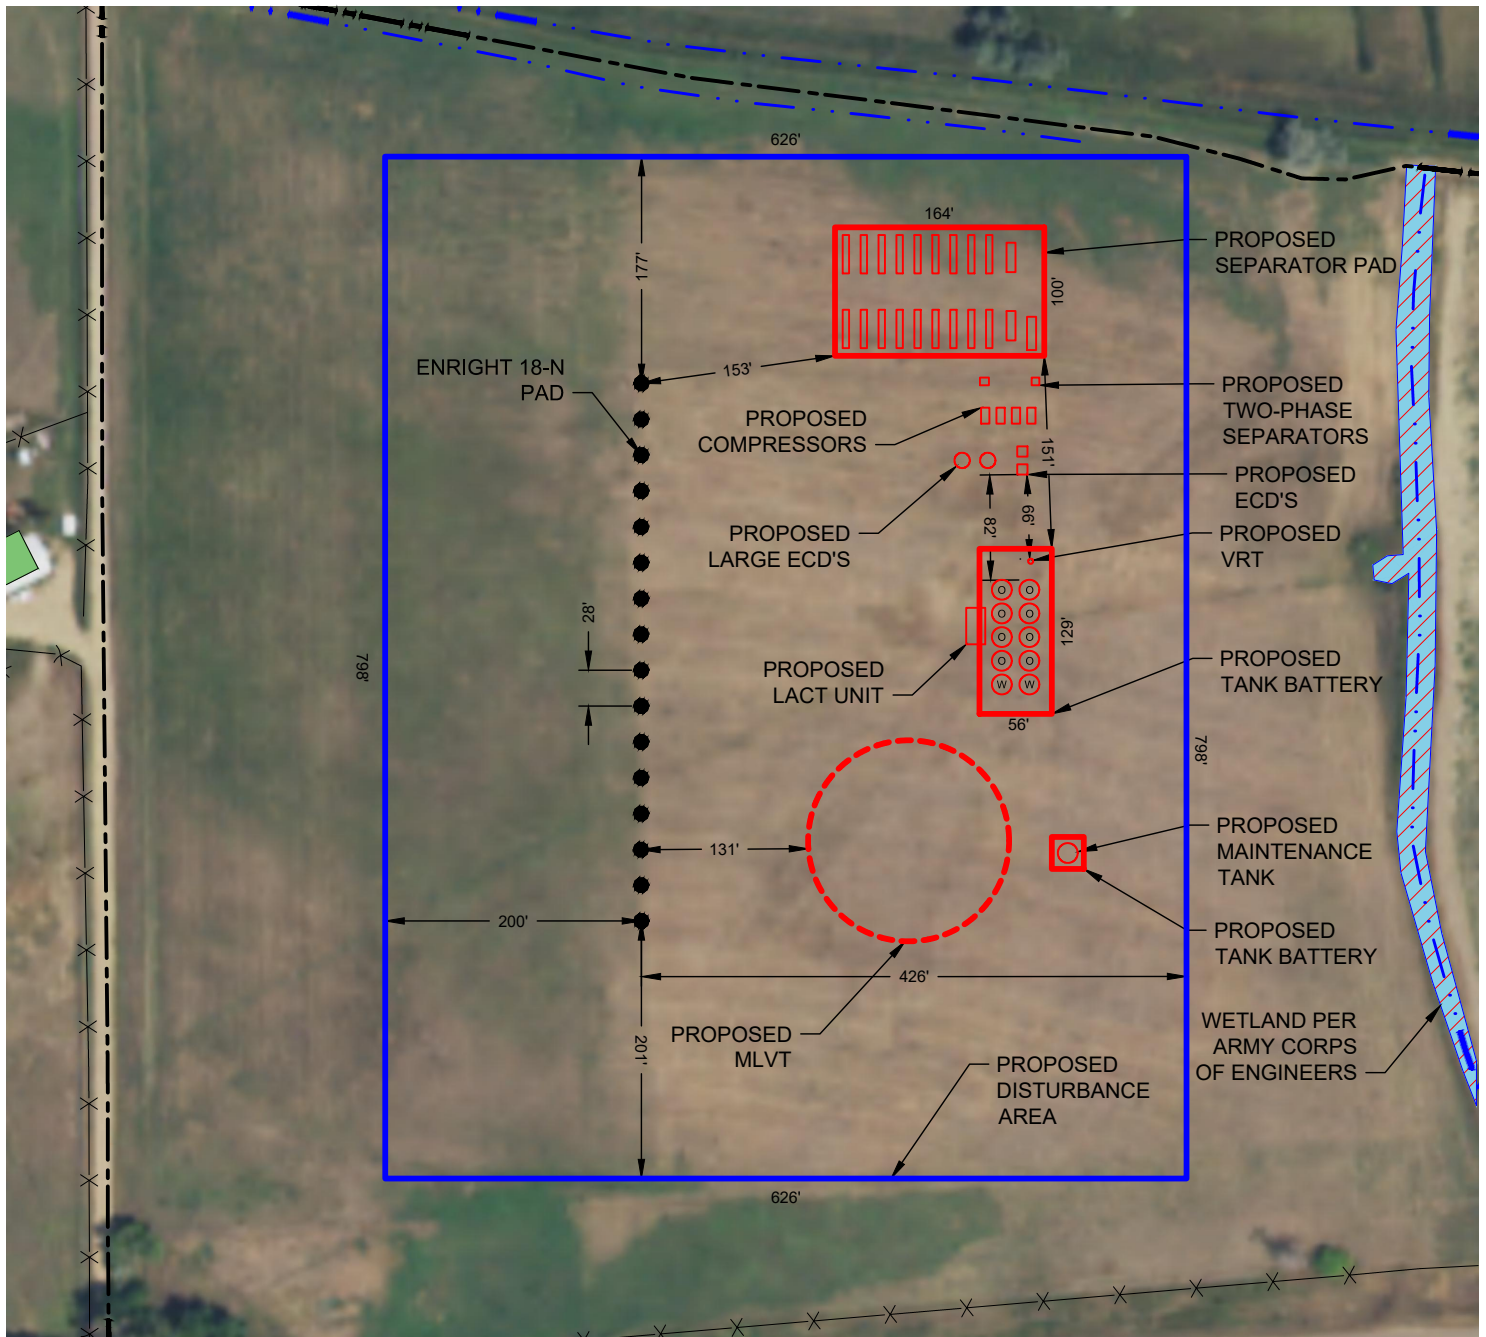 626'
164'
PROPOSED
SEPARATOR PAD
177'
100'
ENRIGHT 18-N
PAD
153'
PROPOSED
TWO-PHASE
SEPARATORS
PROPOSED
COMPRESSORS
151'
PROPOSED
ECD'S
PROPOSED
LARGE ECD'S
82'
66'
PROPOSED
VRT
28'
O O
O O
O O
O O
W W
129'
798'
PROPOSED
LACT UNIT
PROPOSED
TANK BATTERY
56'
798'
PROPOSED
MAINTENANCE
TANK
131'
200'
PROPOSED
TANK BATTERY
426'
201'
PROPOSED
MLVT
WETLAND PER
ARMY CORPS
OF ENGINEERS
PROPOSED
DISTURBANCE
AREA
626'